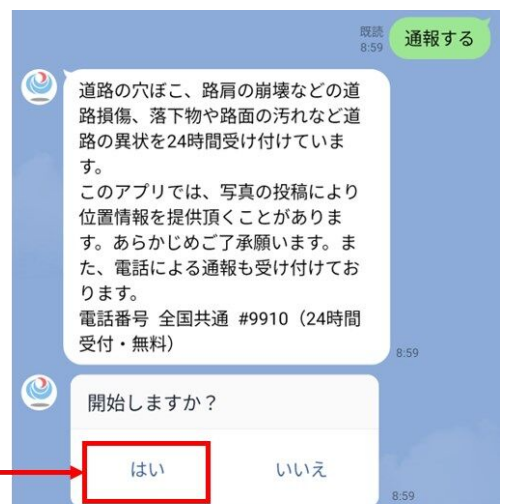 既読
8:59
通報する
道路の穴ぼこ、路肩の崩壊などの道
路損傷、落下物や路面の汚れなど道
路の異状を24時間受け付けていま
す。
このアプリでは、写真の投稿により
位置情報を提供頂くことがありま
す。あらかじめご了承願います。ま
た、電話による通報も受け付けてお
ります。
電話番号 全国共通 #9910（24時間
受付・無料）
8:59
開始しますか？
はい いいえ
8:59